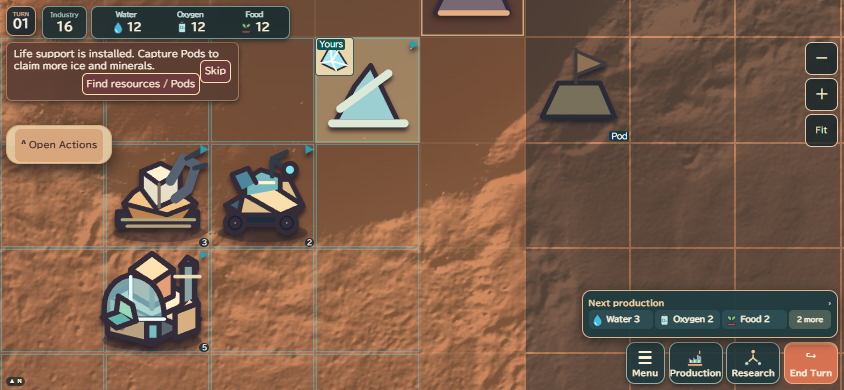 TURN
01
Industry
16
Water
12
Oxygen
12
Food
12
Life support is installed. Capture Pods to
claim more ice and minerals.
Skip
Find resources / Pods
^ Open Actions
Yours
Pod
−
+
Fit
3
2
5
Next production
›
Water 3
Oxygen 2
Food 2
2 more
Menu
Production
Research
End Turn
▲ N